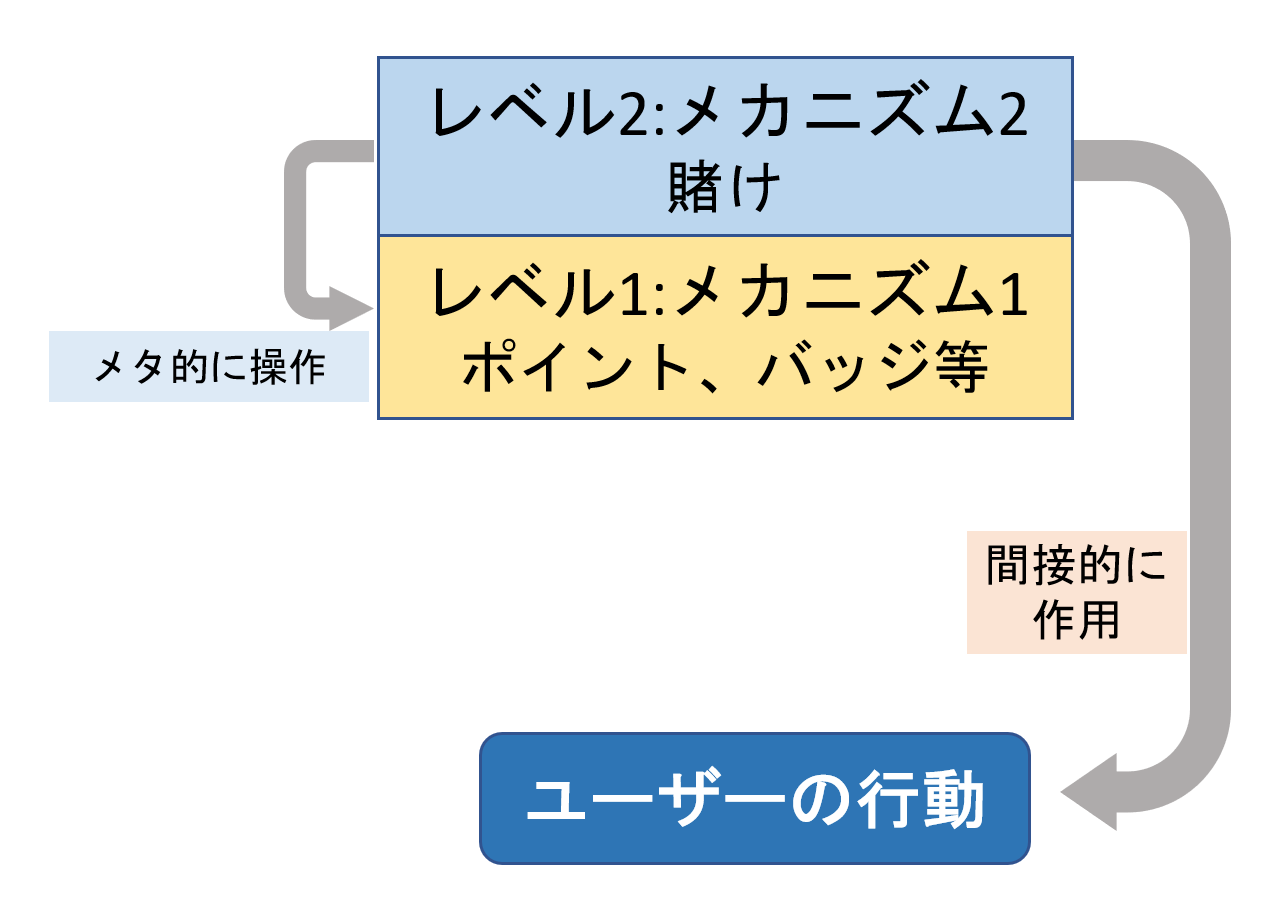 レベル2:メカニズム2
賭け
レベル1:メカニズム1
ポイント、バッジ等
メタ的に操作
間接的に
作用
ユーザーの行動